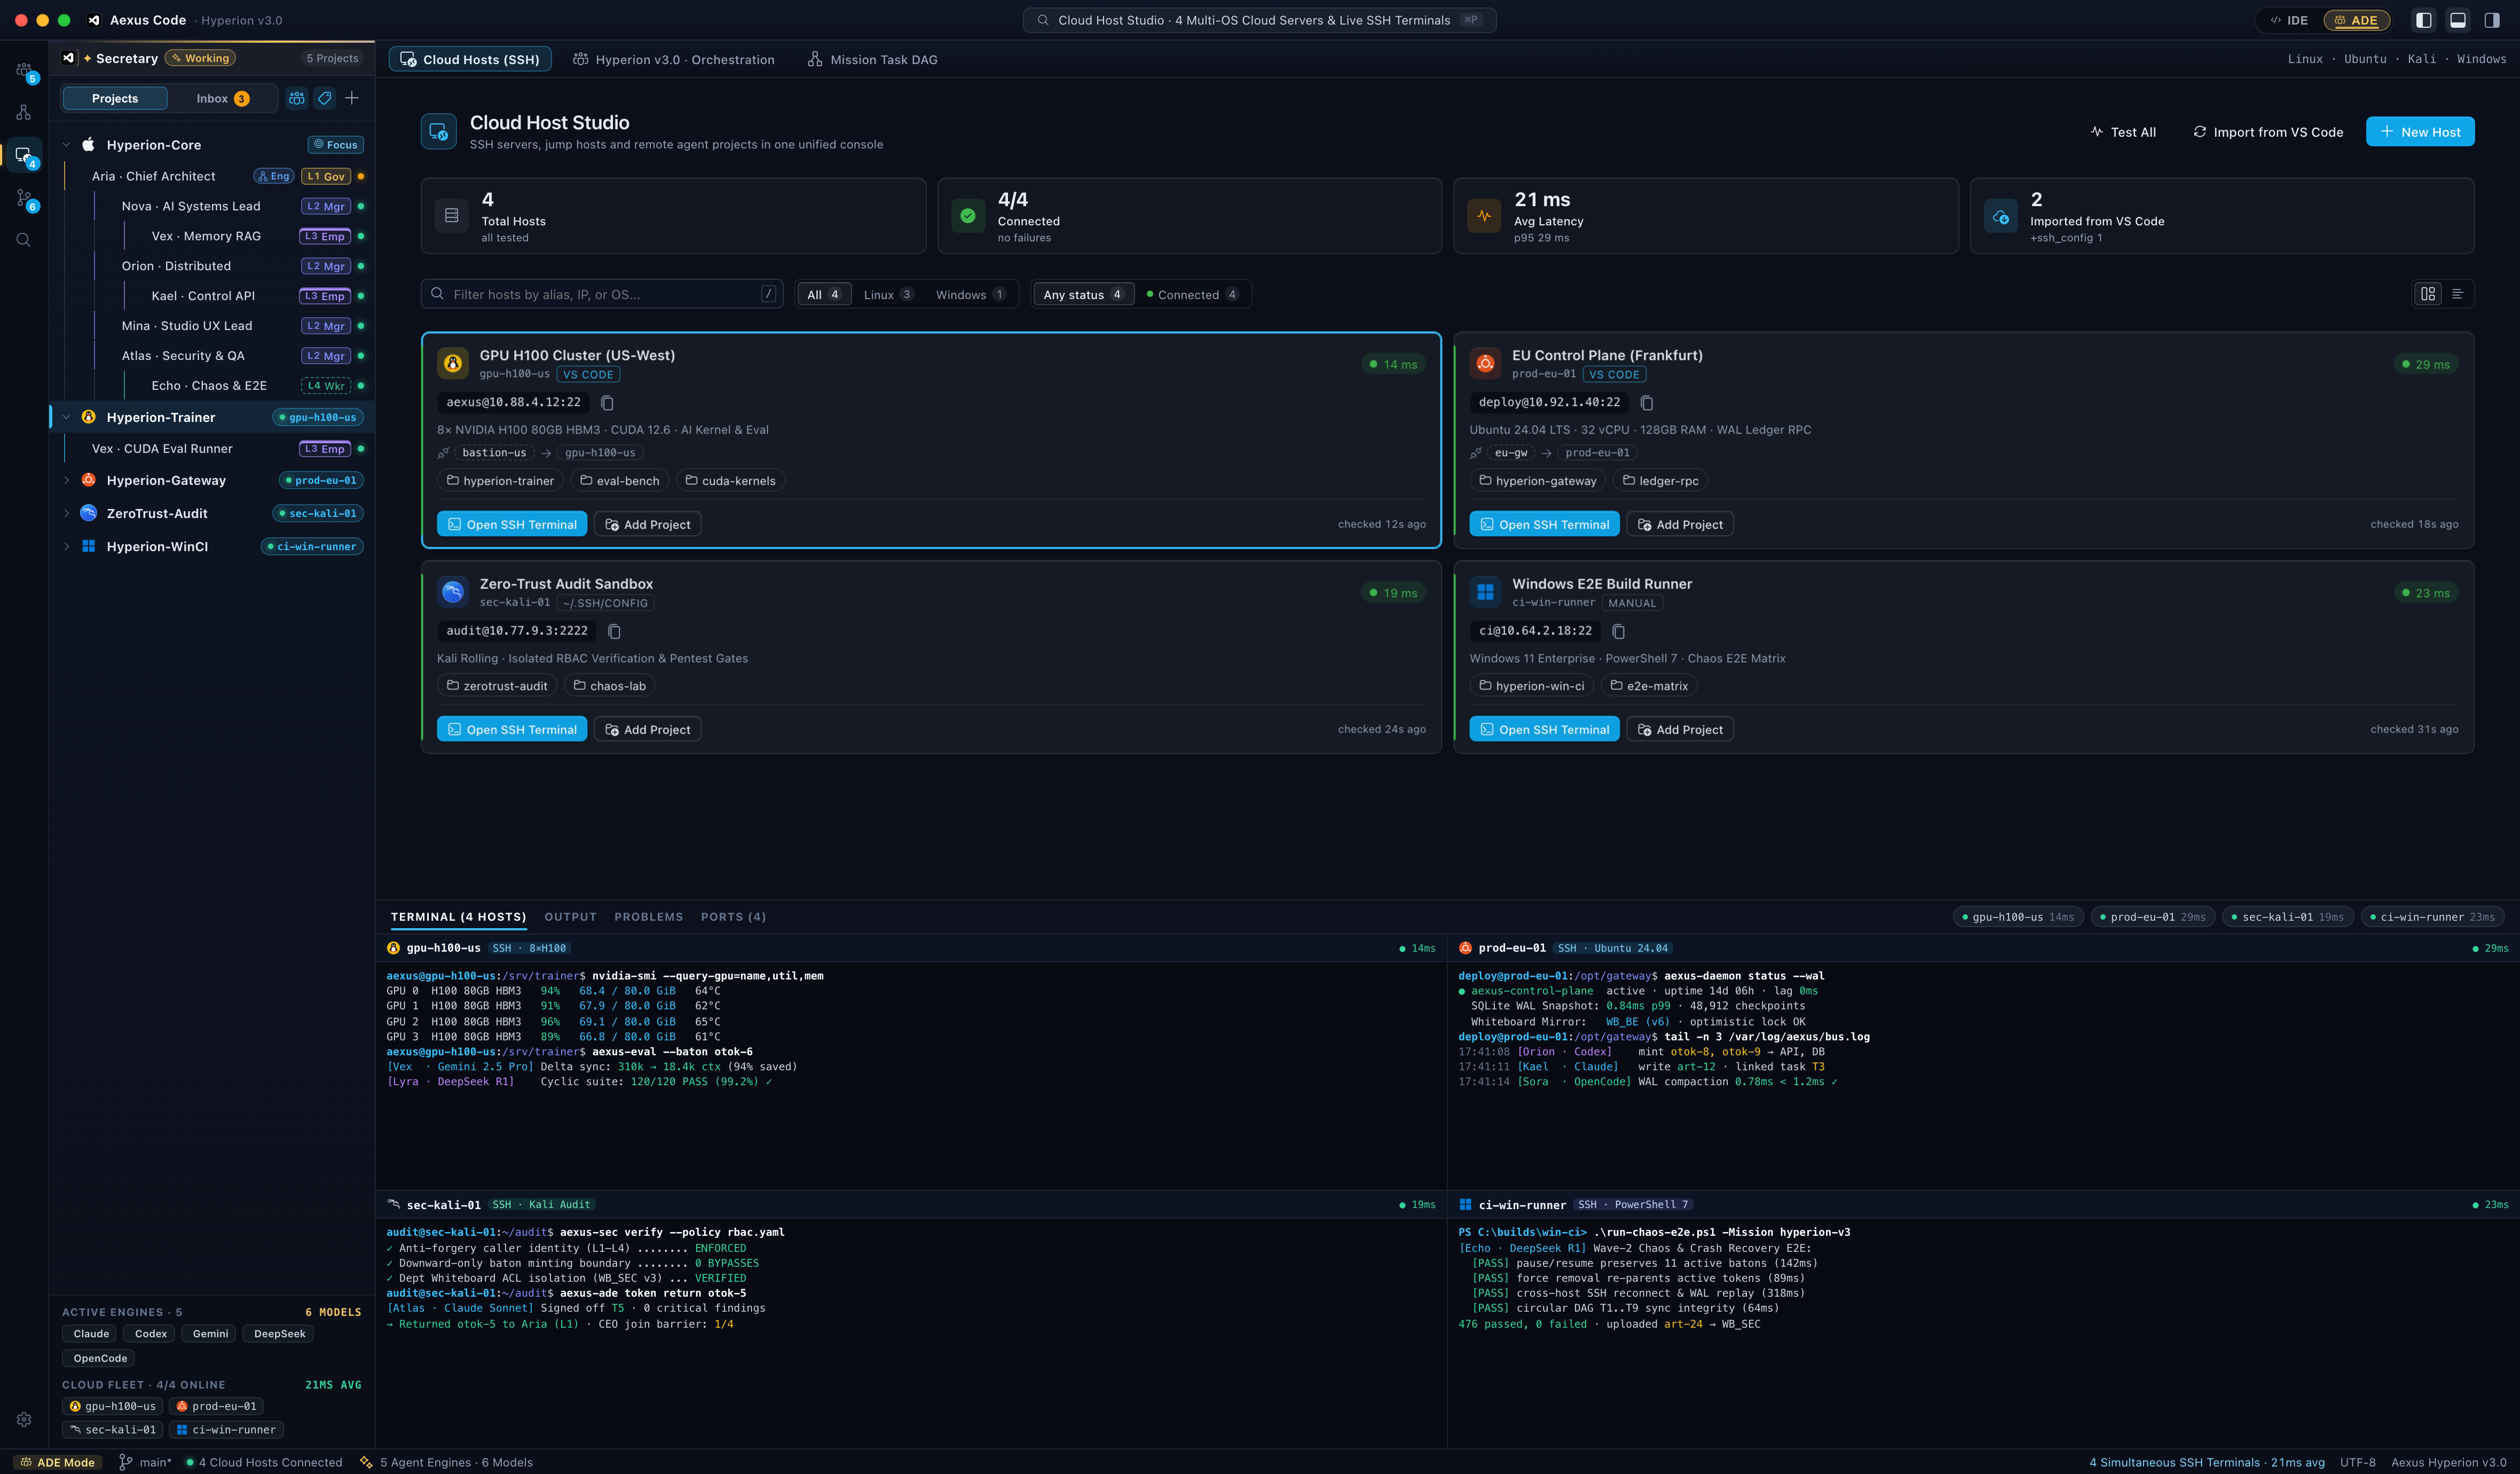 Aexus Code · Hyperion v3.0
Cloud Host Studio · 4 Multi-OS Cloud Servers & Live SSH Terminals ⌘P
IDE
ADE
5
4
6
Secretary Working 5 Projects
Projects
Inbox 3
Hyperion-Core Focus
Aria · Chief Architect Eng L1 Gov
Nova · AI Systems Lead L2 Mgr
Vex · Memory RAG L3 Emp
Orion · Distributed L2 Mgr
Kael · Control API L3 Emp
Mina · Studio UX Lead L2 Mgr
Atlas · Security & QA L2 Mgr
Echo · Chaos & E2E L4 Wkr
Hyperion-Trainer gpu-h100-us
Vex · CUDA Eval Runner L3 Emp
Hyperion-Gateway prod-eu-01
ZeroTrust-Audit sec-kali-01
Hyperion-WinCI ci-win-runner
ACTIVE ENGINES · 5 6 MODELS
Claude Codex Gemini DeepSeek
OpenCode
CLOUD FLEET · 4/4 ONLINE 21MS AVG
gpu-h100-us prod-eu-01
sec-kali-01 ci-win-runner
Cloud Hosts (SSH)
Hyperion v3.0 · Orchestration
Mission Task DAG
Linux · Ubuntu · Kali · Windows
Cloud Host Studio
SSH servers, jump hosts and remote agent projects in one unified console
Test All
Import from VS Code
New Host
4
Total Hosts
all tested
4/4
Connected
no failures
21 ms
Avg Latency
p95 29 ms
2
Imported from VS Code
+ssh_config 1
Filter hosts by alias, IP, or OS... /
All 4 Linux 3 Windows 1
Any status 4 Connected 4
GPU H100 Cluster (US-West)
gpu-h100-us VS CODE
14 ms
aexus@10.88.4.12:22
8× NVIDIA H100 80GB HBM3 · CUDA 12.6 · AI Kernel & Eval
bastion-us → gpu-h100-us
hyperion-trainer eval-bench cuda-kernels
Open SSH Terminal Add Project checked 12s ago
EU Control Plane (Frankfurt)
prod-eu-01 VS CODE
29 ms
deploy@10.92.1.40:22
Ubuntu 24.04 LTS · 32 vCPU · 128GB RAM · WAL Ledger RPC
eu-gw → prod-eu-01
hyperion-gateway ledger-rpc
Open SSH Terminal Add Project checked 18s ago
Zero-Trust Audit Sandbox
sec-kali-01 ~/.SSH/CONFIG
19 ms
audit@10.77.9.3:2222
Kali Rolling · Isolated RBAC Verification & Pentest Gates
zerotrust-audit chaos-lab
Open SSH Terminal Add Project checked 24s ago
Windows E2E Build Runner
ci-win-runner MANUAL
23 ms
ci@10.64.2.18:22
Windows 11 Enterprise · PowerShell 7 · Chaos E2E Matrix
hyperion-win-ci e2e-matrix
Open SSH Terminal Add Project checked 31s ago
TERMINAL (4 HOSTS) OUTPUT PROBLEMS PORTS (4)
gpu-h100-us 14ms prod-eu-01 29ms sec-kali-01 19ms ci-win-runner 23ms
gpu-h100-us SSH · 8×H100 14ms
aexus@gpu-h100-us:/srv/trainer$ nvidia-smi --query-gpu=name,util,mem
GPU 0 H100 80GB HBM3 94% 68.4 / 80.0 GiB 64°C
GPU 1 H100 80GB HBM3 91% 67.9 / 80.0 GiB 62°C
GPU 2 H100 80GB HBM3 96% 69.1 / 80.0 GiB 65°C
GPU 3 H100 80GB HBM3 89% 66.8 / 80.0 GiB 61°C
aexus@gpu-h100-us:/srv/trainer$ aexus-eval --baton otok-6
[Vex · Gemini 2.5 Pro] Delta sync: 310k → 18.4k ctx (94% saved)
[Lyra · DeepSeek R1] Cyclic suite: 120/120 PASS (99.2%) ✓
prod-eu-01 SSH · Ubuntu 24.04 29ms
deploy@prod-eu-01:/opt/gateway$ aexus-daemon status --wal
● aexus-control-plane active · uptime 14d 06h · lag 0ms
SQLite WAL Snapshot: 0.84ms p99 · 48,912 checkpoints
Whiteboard Mirror: WB_BE (v6) · optimistic lock OK
deploy@prod-eu-01:/opt/gateway$ tail -n 3 /var/log/aexus/bus.log
17:41:08 [Orion · Codex] mint otok-8, otok-9 → API, DB
17:41:11 [Kael · Claude] write art-12 · linked task T3
17:41:14 [Sora · OpenCode] WAL compaction 0.78ms < 1.2ms ✓
sec-kali-01 SSH · Kali Audit 19ms
audit@sec-kali-01:~/audit$ aexus-sec verify --policy rbac.yaml
✓ Anti-forgery caller identity (L1–L4) ........ ENFORCED
✓ Downward-only baton minting boundary ........ 0 BYPASSES
✓ Dept Whiteboard ACL isolation (WB_SEC v3) ... VERIFIED
audit@sec-kali-01:~/audit$ aexus-ade token return otok-5
[Atlas · Claude Sonnet] Signed off T5 · 0 critical findings
→ Returned otok-5 to Aria (L1) · CEO join barrier: 1/4
ci-win-runner SSH · PowerShell 7 23ms
PS C:\builds\win-ci> .\run-chaos-e2e.ps1 -Mission hyperion-v3
[Echo · DeepSeek R1] Wave-2 Chaos & Crash Recovery E2E:
[PASS] pause/resume preserves 11 active batons (142ms)
[PASS] force removal re-parents active tokens (89ms)
[PASS] cross-host SSH reconnect & WAL replay (318ms)
[PASS] circular DAG T1..T9 sync integrity (64ms)
476 passed, 0 failed · uploaded art-24 → WB_SEC
ADE Mode main* 4 Cloud Hosts Connected 5 Agent Engines · 6 Models
4 Simultaneous SSH Terminals · 21ms avg UTF-8 Aexus Hyperion v3.0